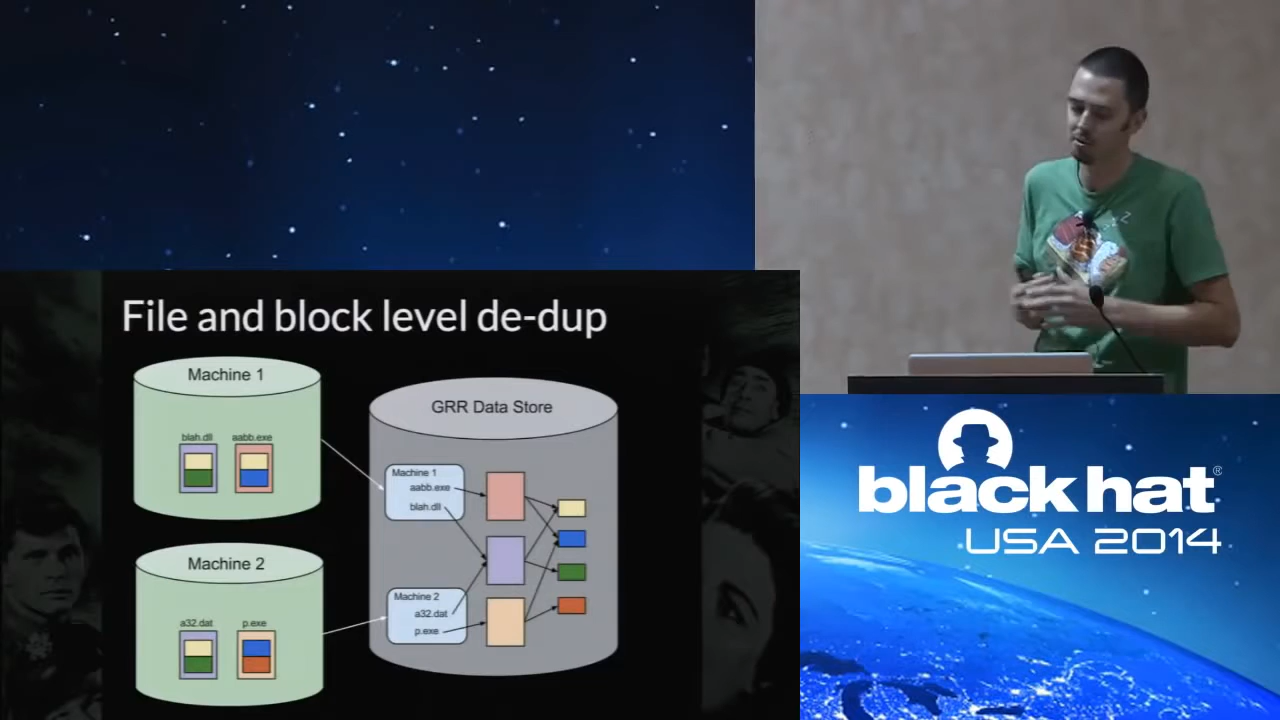 File and block level de-dup
Machine 1
blah.dll
aabb.exe
Machine 2
a32.dat
p.exe
GRR Data Store
Machine 1
aabb.exe
blah.dll
Machine 2
a32.dat
p.exe
black hat®
USA 2014